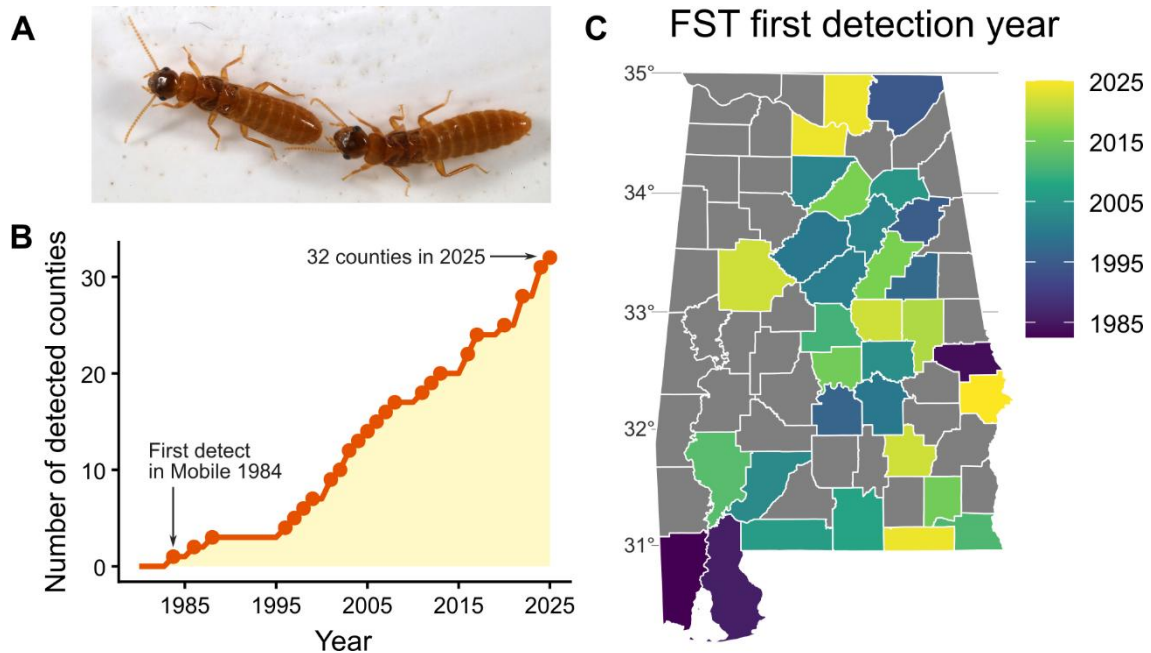 A
B
Number of detected counties
30
20
10
0
32 counties in 2025
First detect
in Mobile 1984
1985
1995
2005
2015
2025
Year
C
FST first detection year
35°
34°
33°
32°
31°
2025
2015
2005
1995
1985